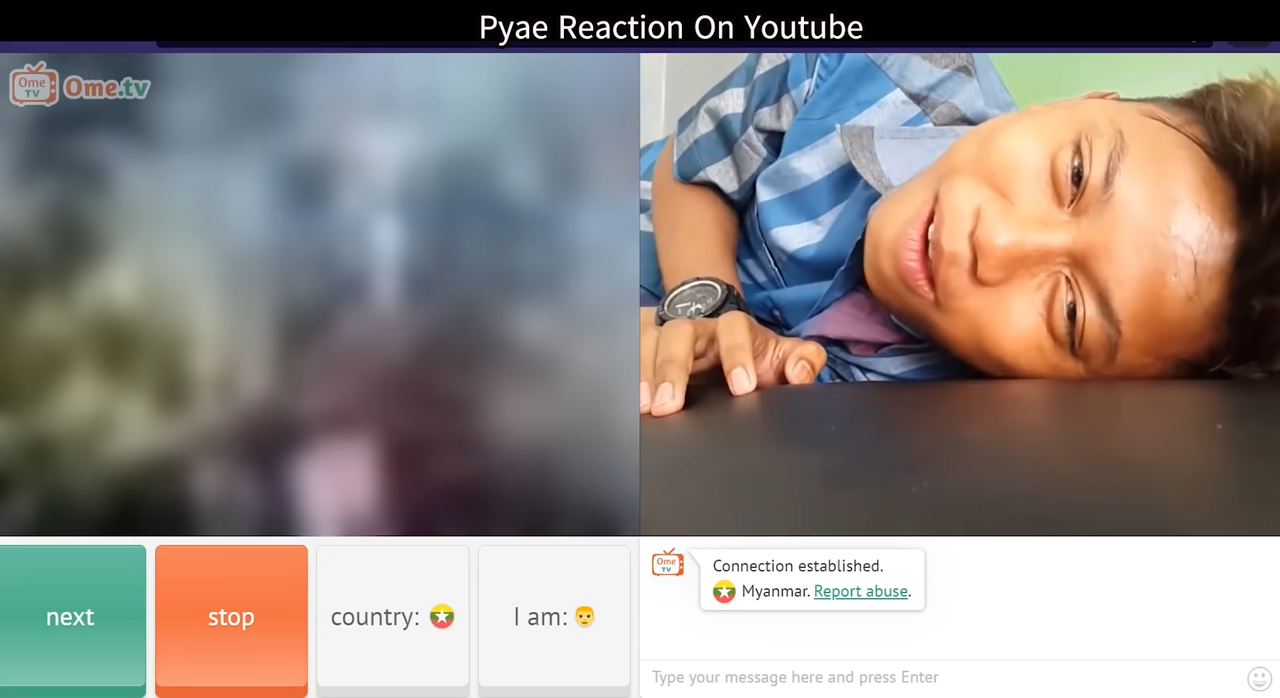 Pyae Reaction On Youtube
Ome TV Ome.tv
Ome TV
Connection established.
Myanmar. Report abuse.
next
stop
country:
I am:
Type your message here and press Enter